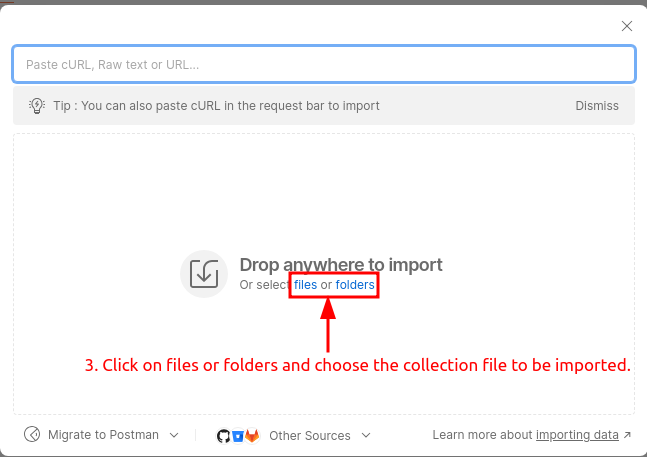 Paste cURL, Raw text or URL...
Tip : You can also paste cURL in the request bar to import
Dismiss
Drop anywhere to import
Or select files or folders
3. Click on files or folders and choose the collection file to be imported.
Migrate to Postman
Other Sources
Learn more about importing data